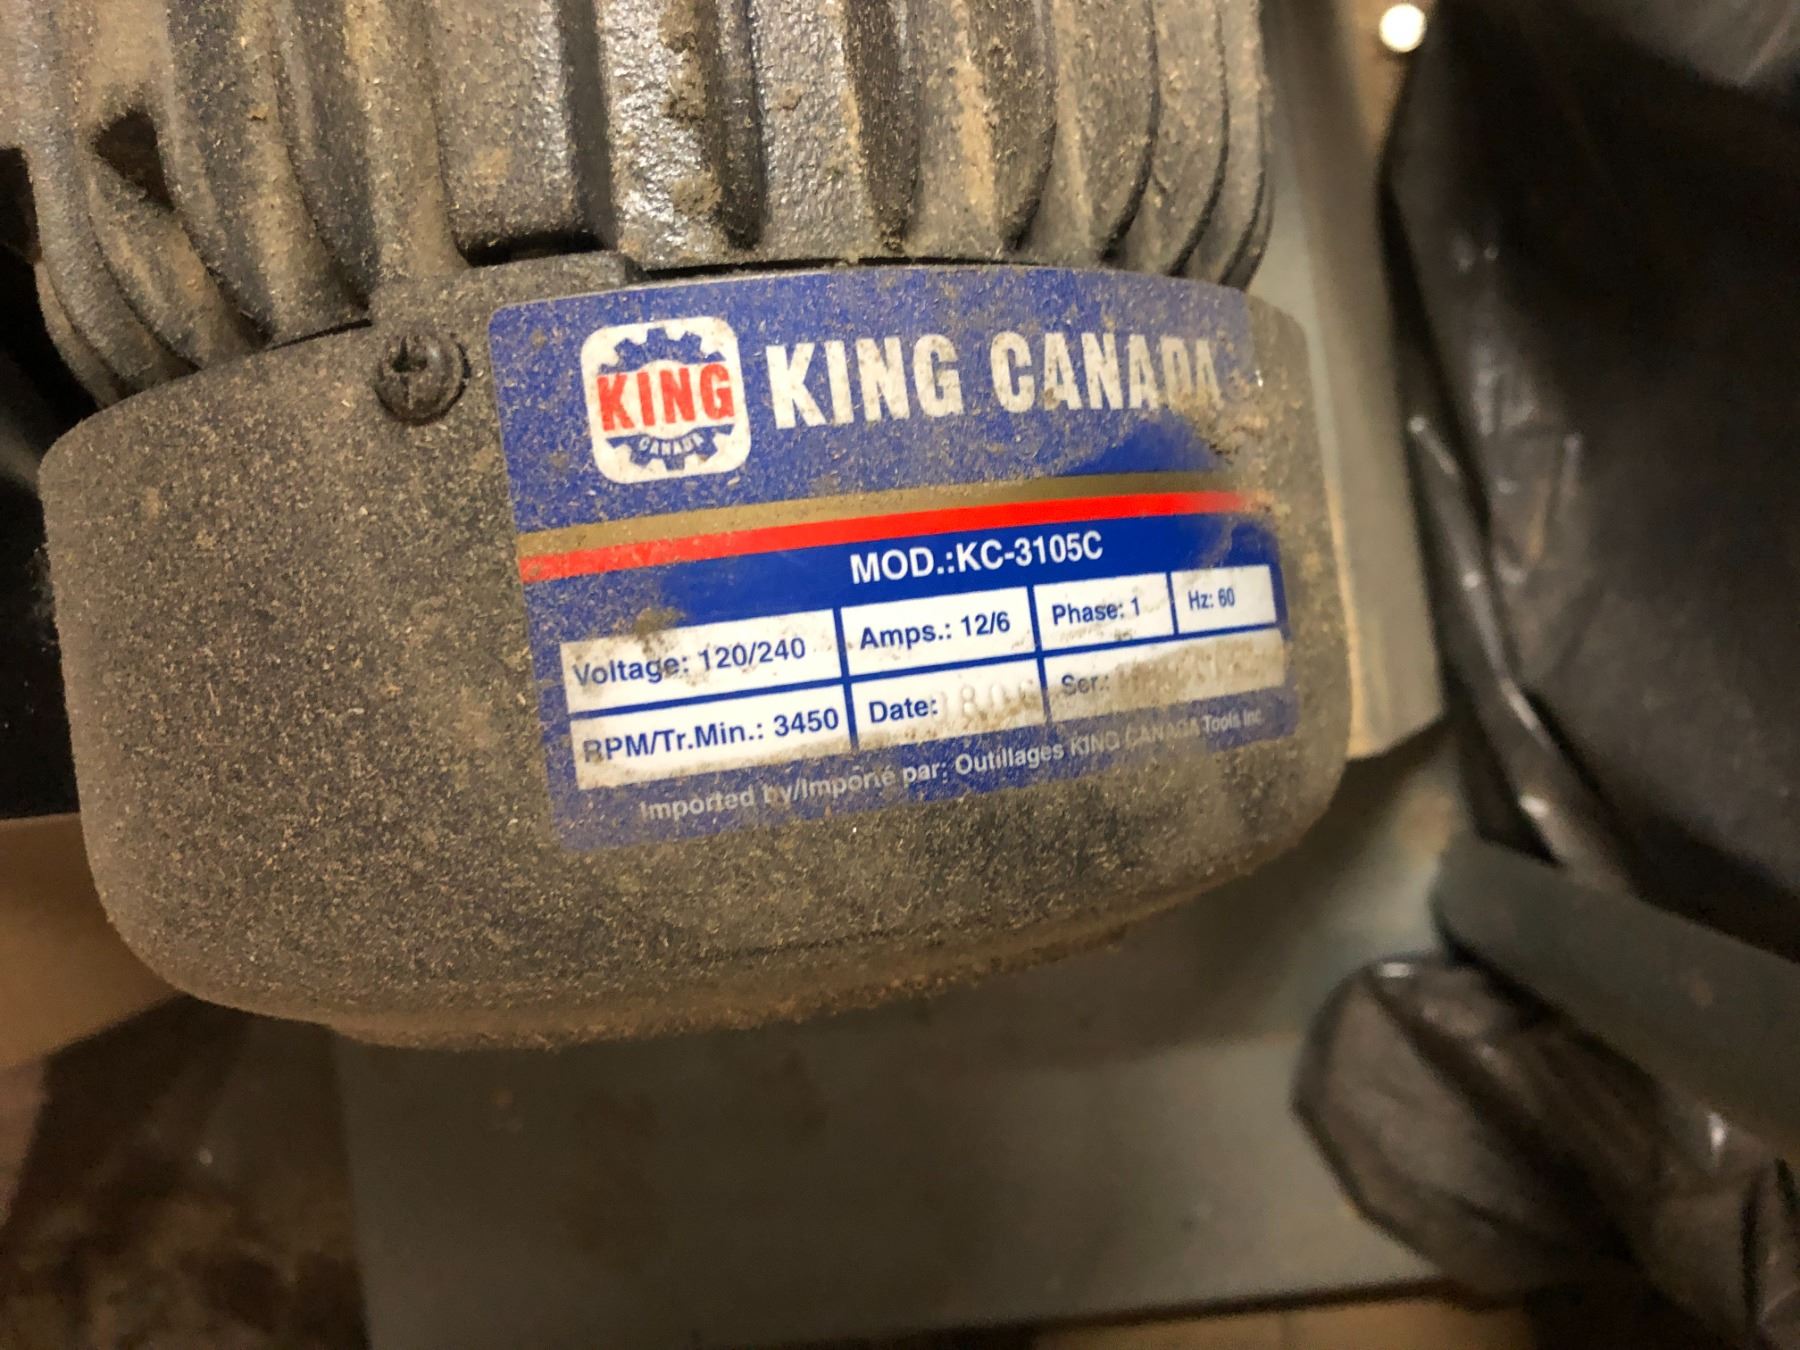 KING
CANADA
KING CANADA
MOD.:KC-3105C
Voltage: 120/240 Amps.: 12/6 Phase: 1 Hz: 60
RPM/Tr.Min.: 3450 Date: Ser.:
Imported by/Importé par: Outillages KING CANADA Tools Inc.